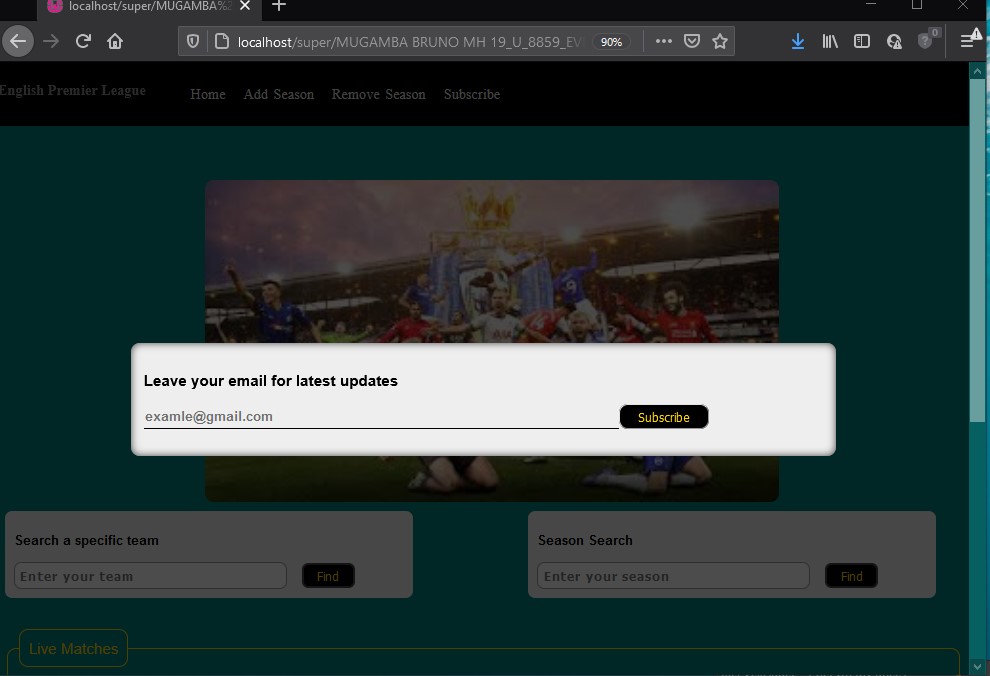 localhost/super/MUGAMBA%2
localhost/super/MUGAMBA BRUNO MH 19_U_8859_EV
90%
0
English Premier League
Home
Add Season
Remove Season
Subscribe
Leave your email for latest updates
examle@gmail.com
Subscribe
Search a specific team
Season Search
Enter your team
Find
Enter your season
Find
Live Matches